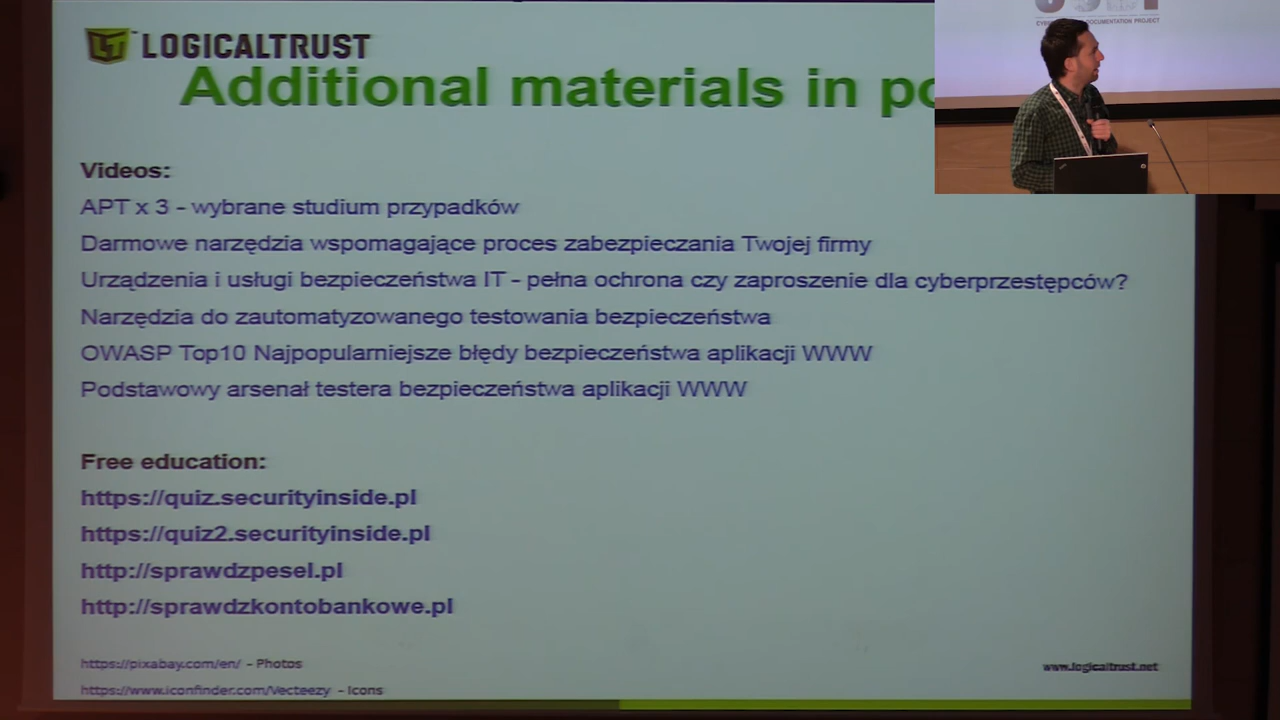 LOGICALTRUST
Additional materials in
Videos:
APT x 3 - wybrane studium przypadków
Darmowe narzędzia wspomagające proces zabezpieczania Twojej firmy
Urządzenia i usługi bezpieczeństwa IT - pełna ochrona czy zaproszenie dla cyberprzestępców?
Narzędzia do zautomatyzowanego testowania bezpieczeństwa
OWASP Top10 Najpopularniejsze błędy bezpieczeństwa aplikacji WWW
Podstawowy arsenał testera bezpieczeństwa aplikacji WWW
Free education:
https://quiz.securityinside.pl
https://quiz2.securityinside.pl
http://sprawdzpesel.pl
http://sprawdzkontobankowe.pl
https://pixabay.com/en/ - Photos
https://www.iconfinder.com/Vecteezy - Icons
www.logicaltrust.net
DOCUMENTATION PROJECT